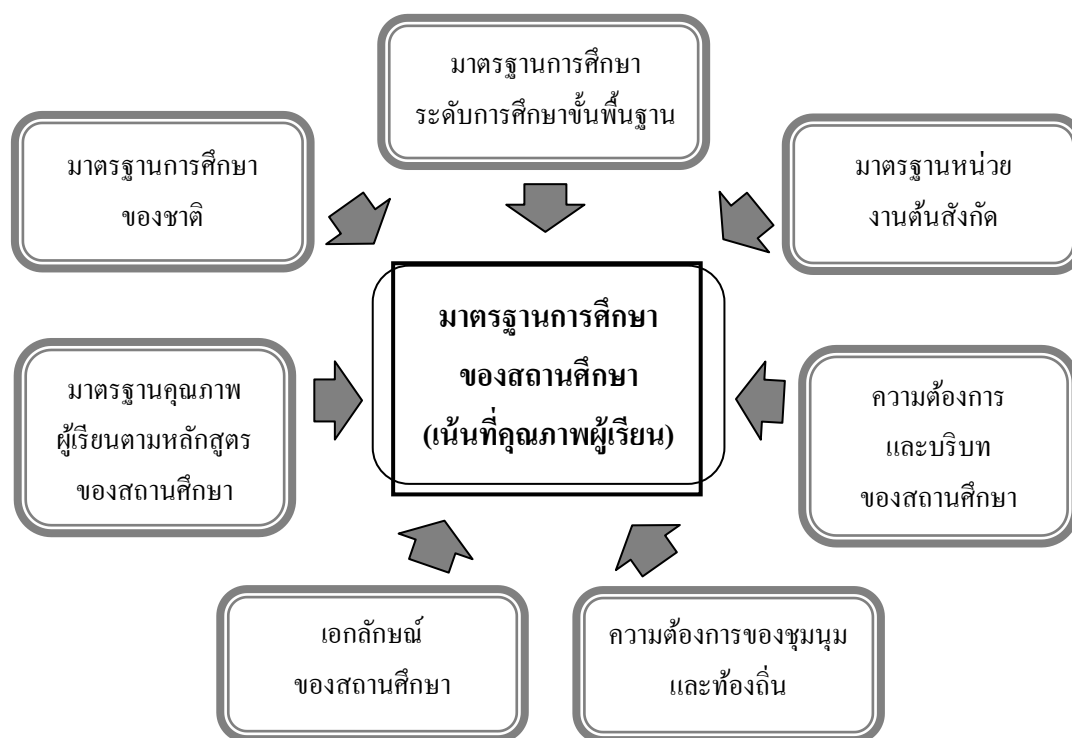 มาตรฐานการศึกษา
ระดับการศึกษาขั้นพื้นฐาน
มาตรฐานการศึกษา
ของชาติ
มาตรฐานหน่วย
งานต้นสังกัด
มาตรฐานการศึกษา
ของสถานศึกษา
(เน้นที่คุณภาพผู้เรียน)
มาตรฐานคุณภาพ
ผู้เรียนตามหลักสูตร
ของสถานศึกษา
ความต้องการ
และบริบท
ของสถานศึกษา
เอกลักษณ์
ของสถานศึกษา
ความต้องการของชุมนุม
และท้องถิ่น